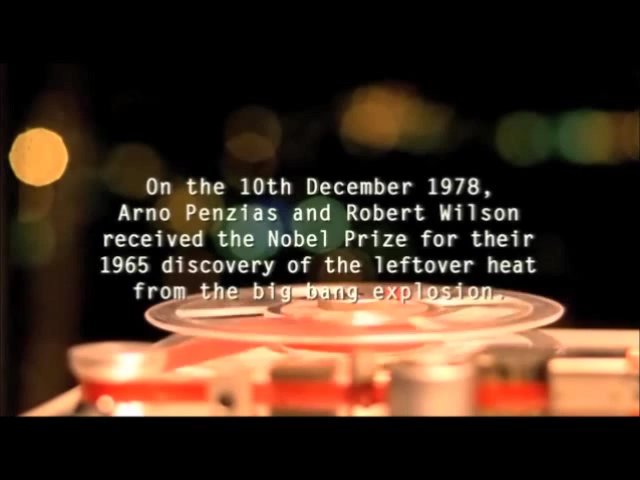 On the 10th December 1978,
Arno Penzias and Robert Wilson
received the Nobel Prize for their
1965 discovery of the leftover heat
from the big bang explosion.